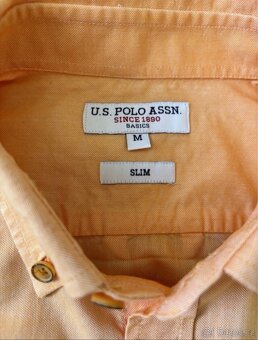 U.S. POLO ASSN.
SINCE 1890
BASICS
M
SLIM